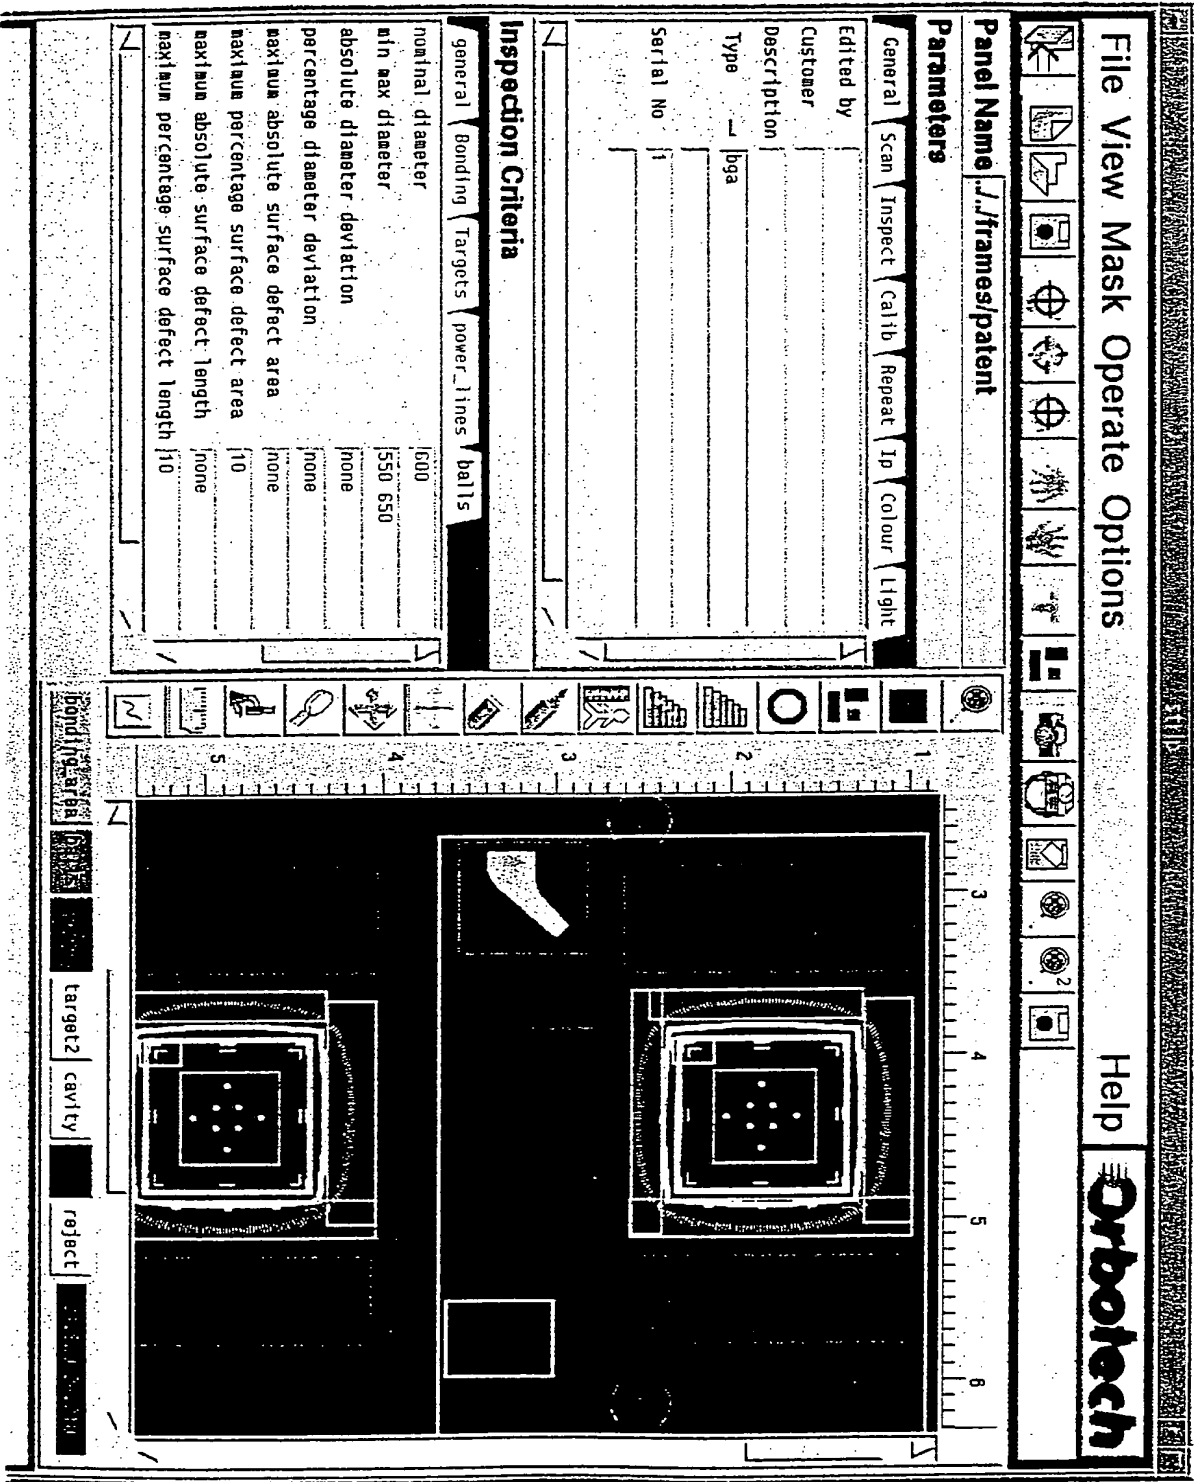 File View Mask Operate Options Help Orbotech
2
Panel Name ././frames/patent
Parameters
General Scan Inspect Calib Repeat Ip Colour Light
Edited by
Customer
Description
Type bga
Serial No 1
Inspection Criteria
general Bonding Targets power_lines balls
nominal diameter 600
min max diameter 550 650
absolute diameter deviation none
percentage diameter deviation none
maximum absolute surface defect area none
maximum percentage surface defect area 10
maximum absolute surface defect length none
maximum percentage surface defect length 10
3 4 5 6
1
2
3
4
5
bonding_area target2 cavity reject